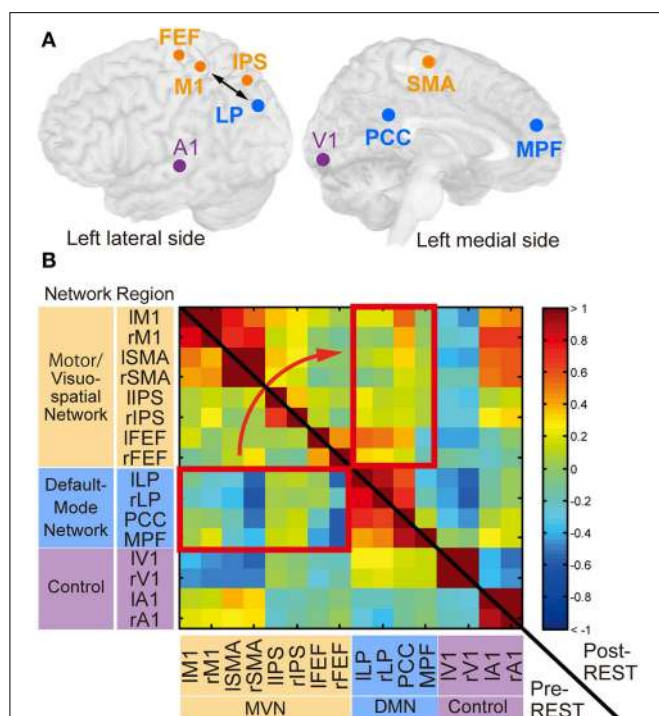 A
FEF
IPS
M1
LP
A1
SMA
PCC
V1
MPF
Left lateral side
Left medial side
B
Network Region
Motor/
Visuo-
spatial
Network
lM1
rM1
lSMA
rSMA
lIPS
rIPS
lFEF
rFEF
Default-
Mode
Network
lLP
rLP
PCC
MPF
Control
lV1
rV1
lA1
rA1
> 1
0.8
0.6
0.4
0.2
0
-0.2
-0.4
-0.6
-0.8
< -1
lM1
rM1
lSMA
rSMA
lIPS
rIPS
lFEF
rFEF
lLP
rLP
PCC
MPF
lV1
rV1
lA1
rA1
MVN
DMN
Control
Post-
REST
Pre-
REST